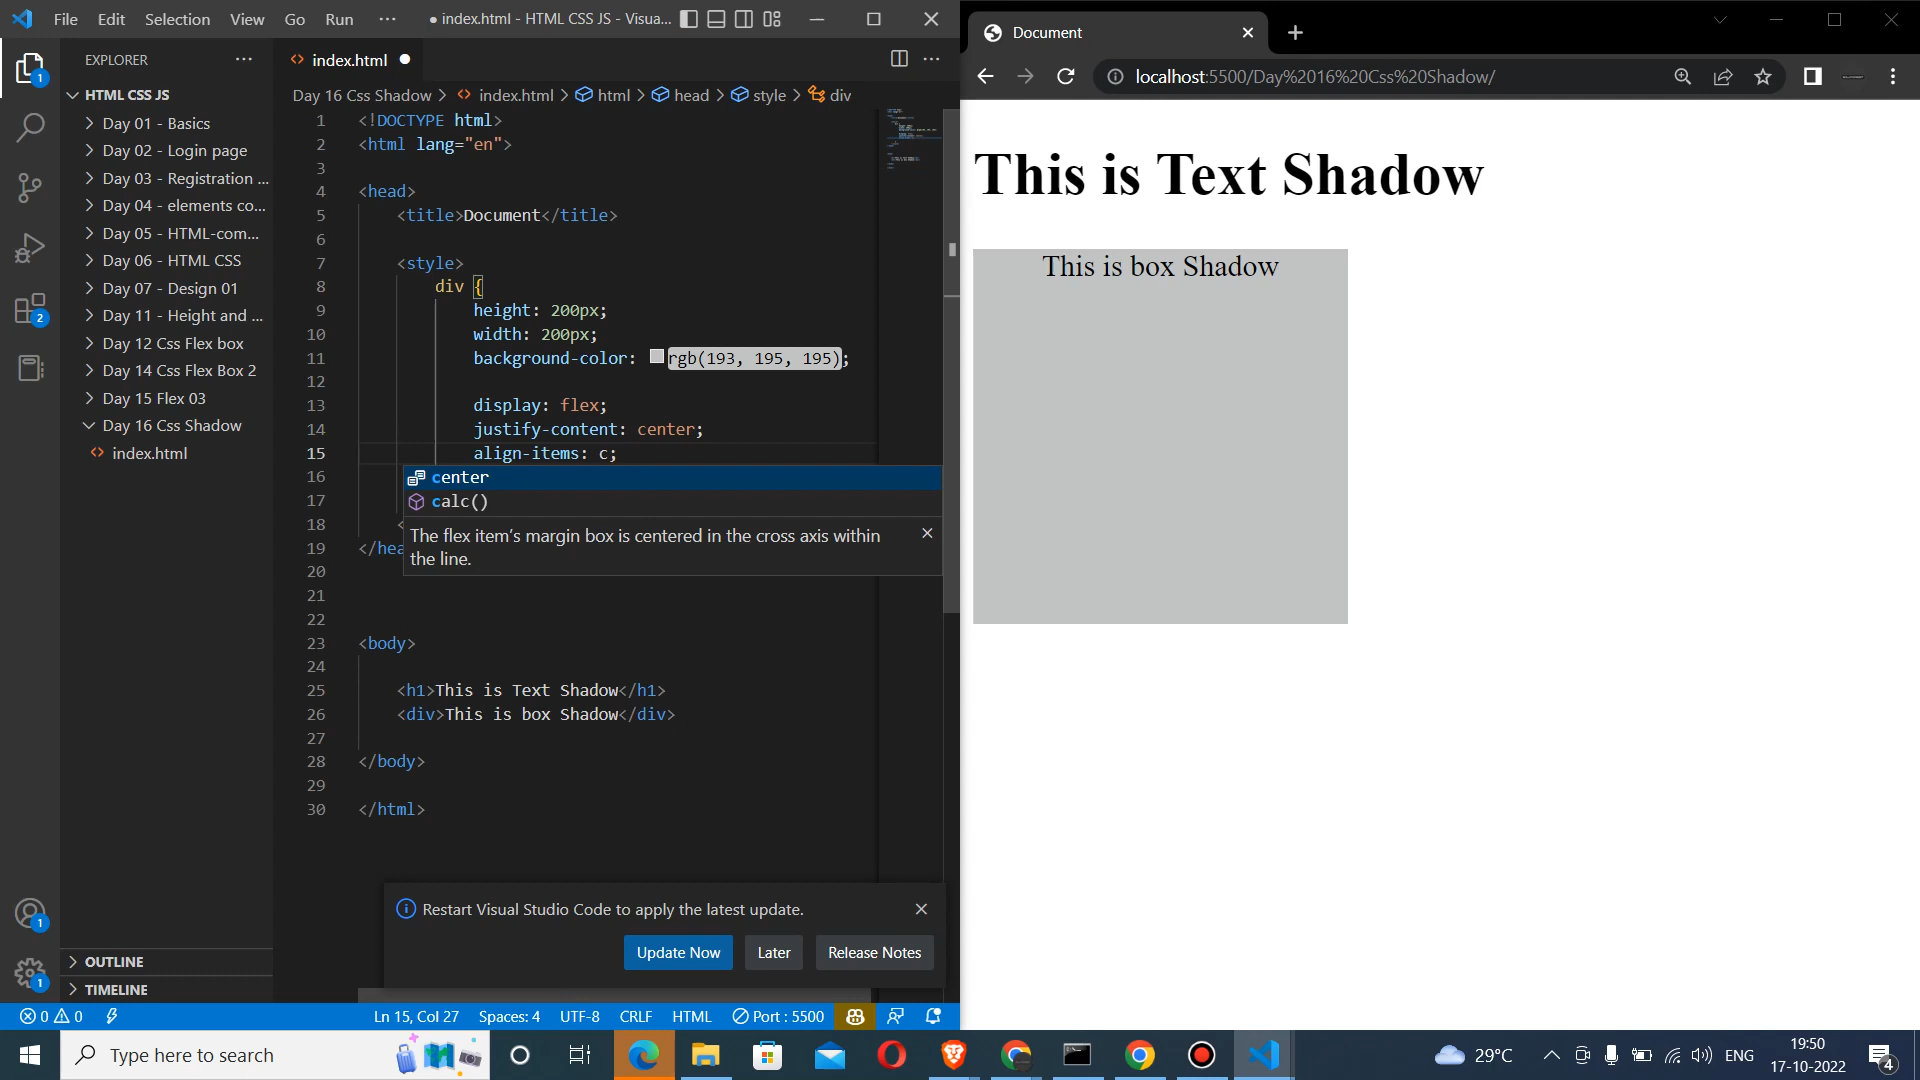 File Edit Selection View Go Run ··· ● index.html - HTML CSS JS - Visua...
EXPLORER ···
HTML CSS JS
Day 01 - Basics
Day 02 - Login page
Day 03 - Registration ...
Day 04 - elements co...
Day 05 - HTML-com...
Day 06 - HTML CSS
Day 07 - Design 01
Day 11 - Height and ...
Day 12 Css Flex box
Day 14 Css Flex Box 2
Day 15 Flex 03
Day 16 Css Shadow
index.html
OUTLINE
TIMELINE
1
2
1
1
index.html
Day 16 Css Shadow > index.html > html > head > style > div
1 <!DOCTYPE html>
2 <html lang="en">
3
4 <head>
5 <title>Document</title>
6
7 <style>
8 div {
9 height: 200px;
10 width: 200px;
11 background-color: rgb(193, 195, 195);
12
13 display: flex;
14 justify-content: center;
15 align-items: c;
16 center
17 calc()
18 <
The flex item's margin box is centered in the cross axis within
the line.
19 </hea
20
21
22
23 <body>
24
25 <h1>This is Text Shadow</h1>
26 <div>This is box Shadow</div>
27
28 </body>
29
30 </html>
Restart Visual Studio Code to apply the latest update.
Update Now Later Release Notes
0 0 Ln 15, Col 27 Spaces: 4 UTF-8 CRLF HTML Port : 5500
Document
localhost:5500/Day%2016%20Css%20Shadow/
This is Text Shadow
This is box Shadow
Type here to search
29°C ENG
19:50
17-10-2022
4